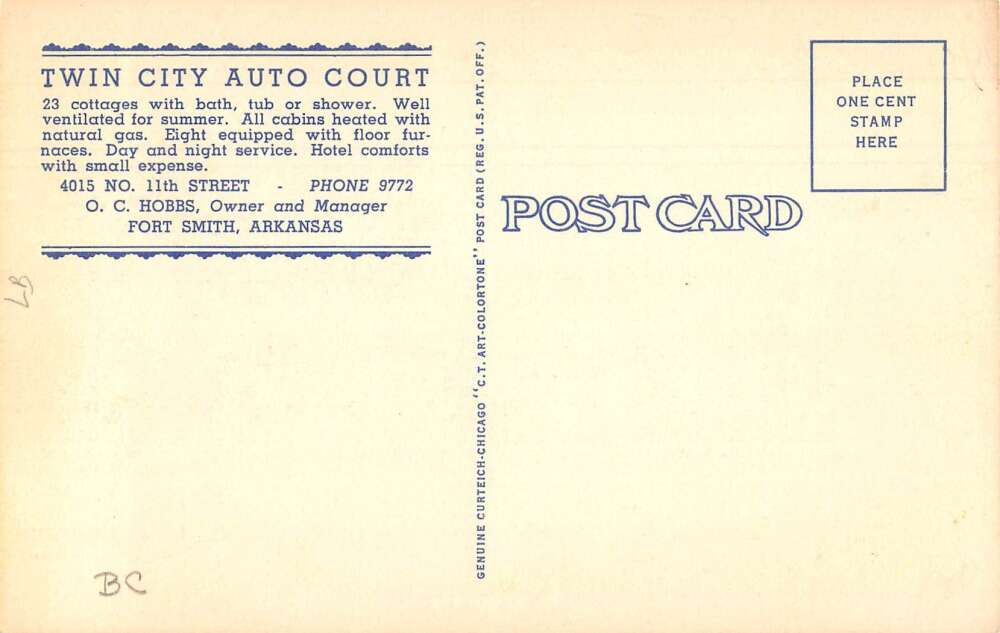 TWIN CITY AUTO COURT
23 cottages with bath, tub or shower. Well
ventilated for summer. All cabins heated with
natural gas. Eight equipped with floor fur-
naces. Day and night service. Hotel comforts
with small expense.
4015 NO. 11th STREET - PHONE 9772
O. C. HOBBS, Owner and Manager
FORT SMITH, ARKANSAS
LB
BC
GENUINE CURTEICH-CHICAGO "C.T. ART-COLORTONE" POST CARD (REG. U.S. PAT. OFF.)
POST CARD
PLACE
ONE CENT
STAMP
HERE